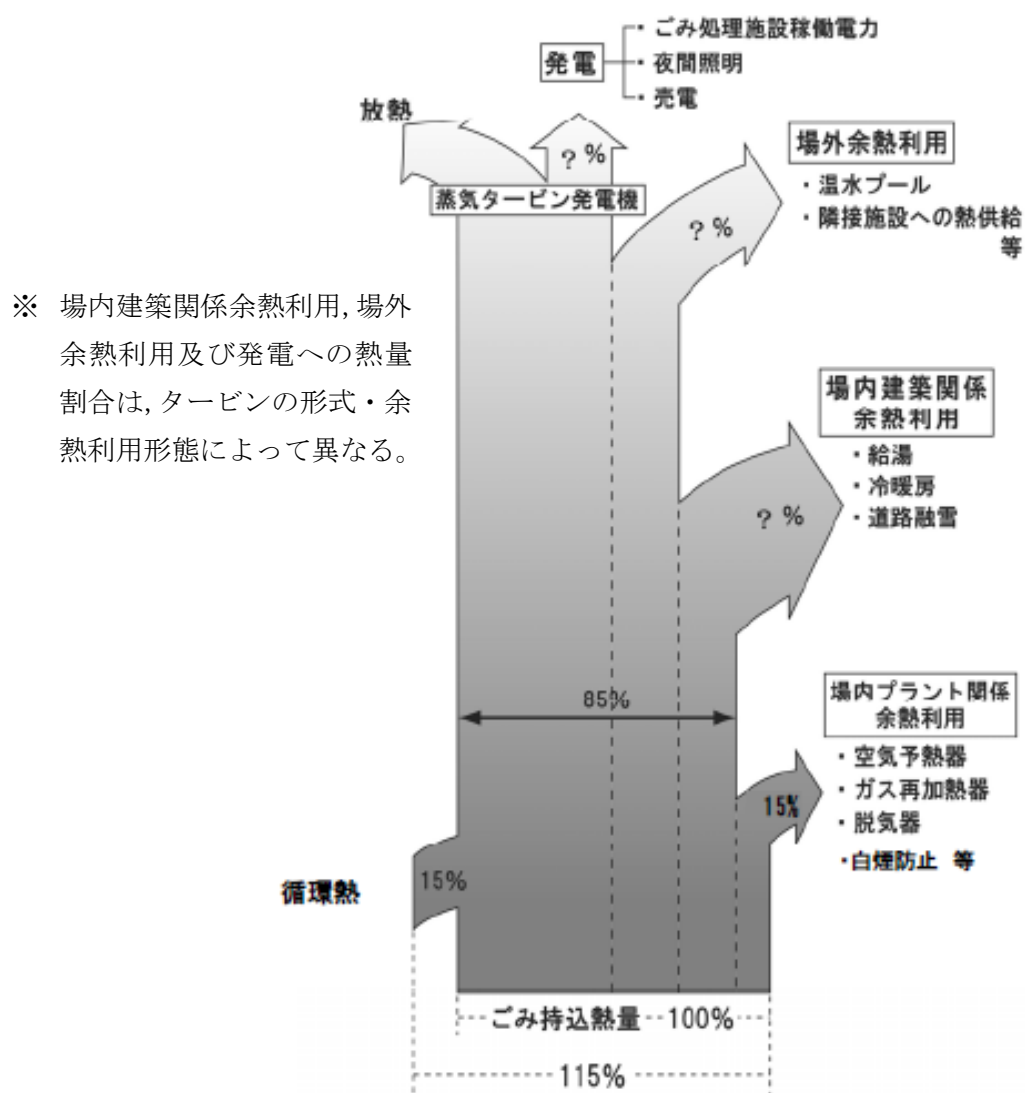 発電
・ごみ処理施設稼働電力
・夜間照明
・売電
放熱
?%
蒸気タービン発電機
場外余熱利用
・温水プール
・隣接施設への熱供給
等
?%
※ 場内建築関係余熱利用,場外
余熱利用及び発電への熱量
割合は,タービンの形式・余
熱利用形態によって異なる。
場内建築関係
余熱利用
・給湯
・冷暖房
・道路融雪
?%
85%
場内プラント関係
余熱利用
・空気予熱器
・ガス再加熱器
・脱気器
・白煙防止 等
15%
循環熱
15%
ごみ持込熱量 100%
115%